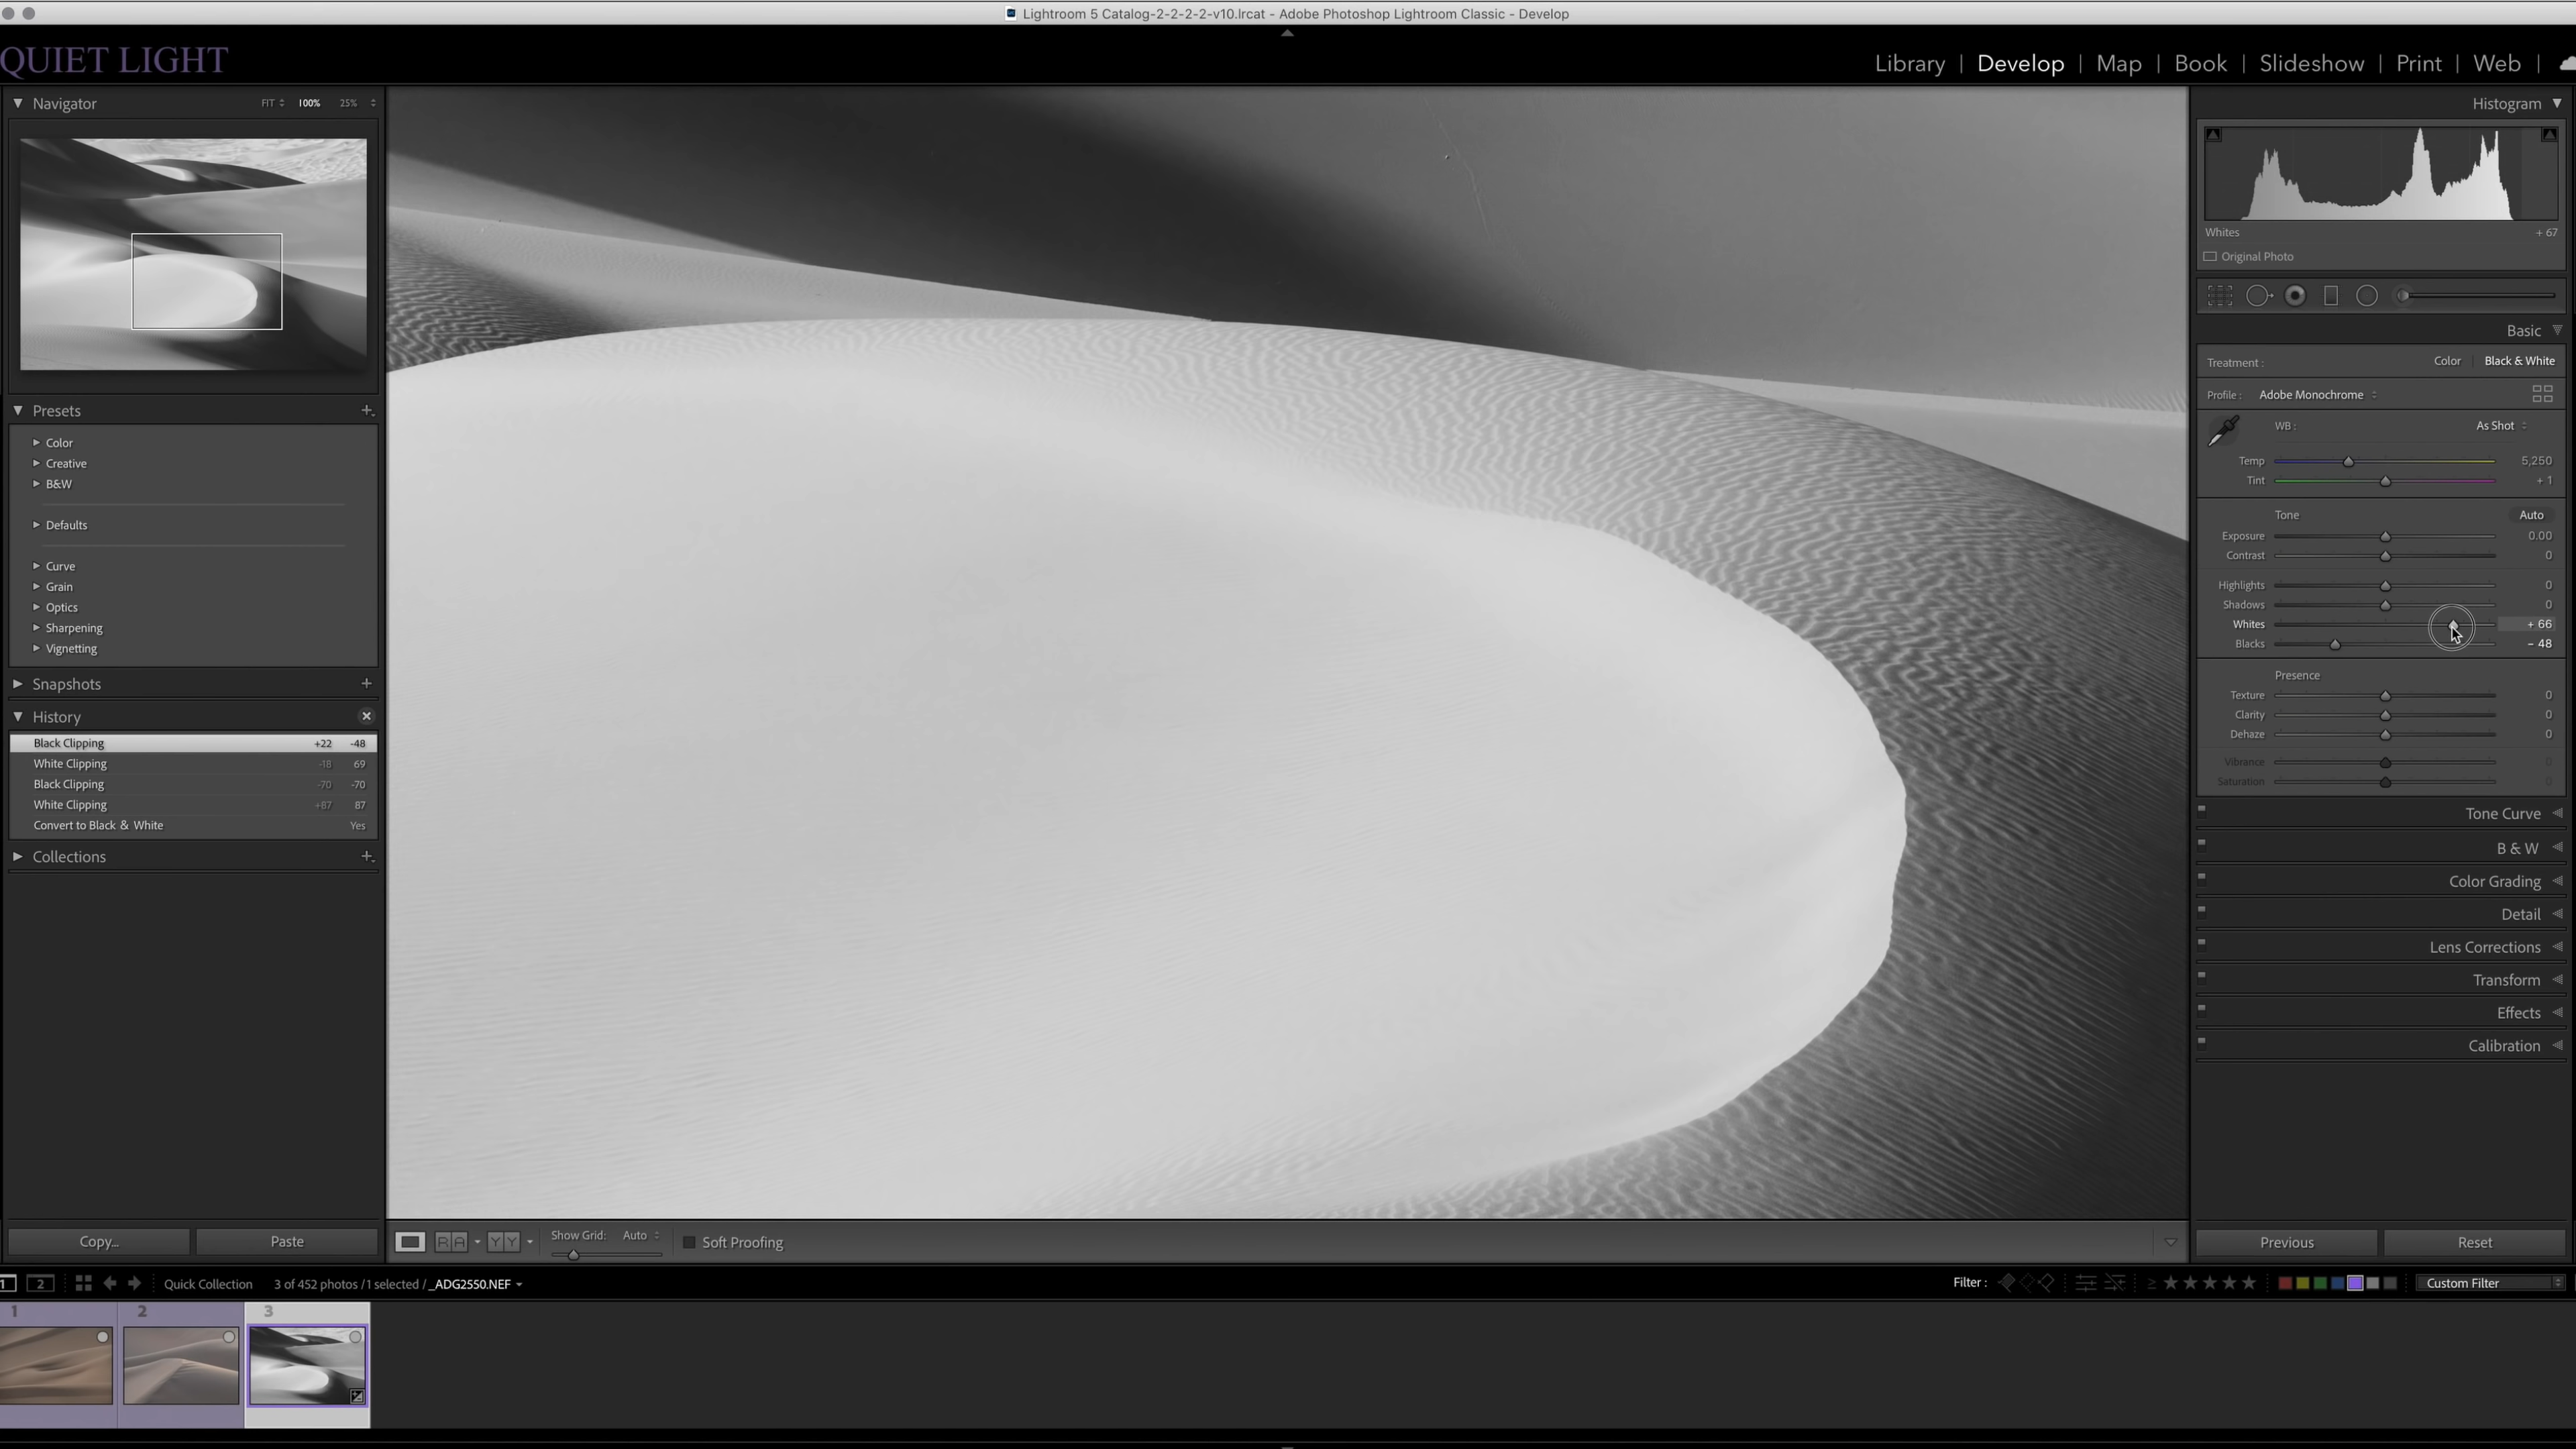 Lightroom 5 Catalog-2-2-2-2-v10.lrcat - Adobe Photoshop Lightroom Classic - Develop
QUIET LIGHT
Library | Develop | Map | Book | Slideshow | Print | Web |
Navigator FIT 100% 25%
Presets
Color
Creative
B&W
Defaults
Curve
Grain
Optics
Sharpening
Vignetting
Snapshots
History
Black Clipping +22 -48
White Clipping -18 69
Black Clipping -70 -70
White Clipping +87 87
Convert to Black & White Yes
Collections
Copy... Paste
Show Grid: Auto Soft Proofing
Histogram
Whites + 67
Original Photo
Basic
Treatment : Color Black & White
Profile : Adobe Monochrome
WB : As Shot
Temp 5,250
Tint + 1
Tone Auto
Exposure 0.00
Contrast 0
Highlights 0
Shadows 0
Whites + 66
Blacks - 48
Presence
Texture 0
Clarity 0
Dehaze 0
Vibrance 0
Saturation 0
Tone Curve
B & W
Color Grading
Detail
Lens Corrections
Transform
Effects
Calibration
Previous Reset
1 2 Quick Collection 3 of 452 photos / 1 selected / _ADG2550.NEF Filter : ≥ ★ ★ ★ ★ ★ Custom Filter
1 2 3